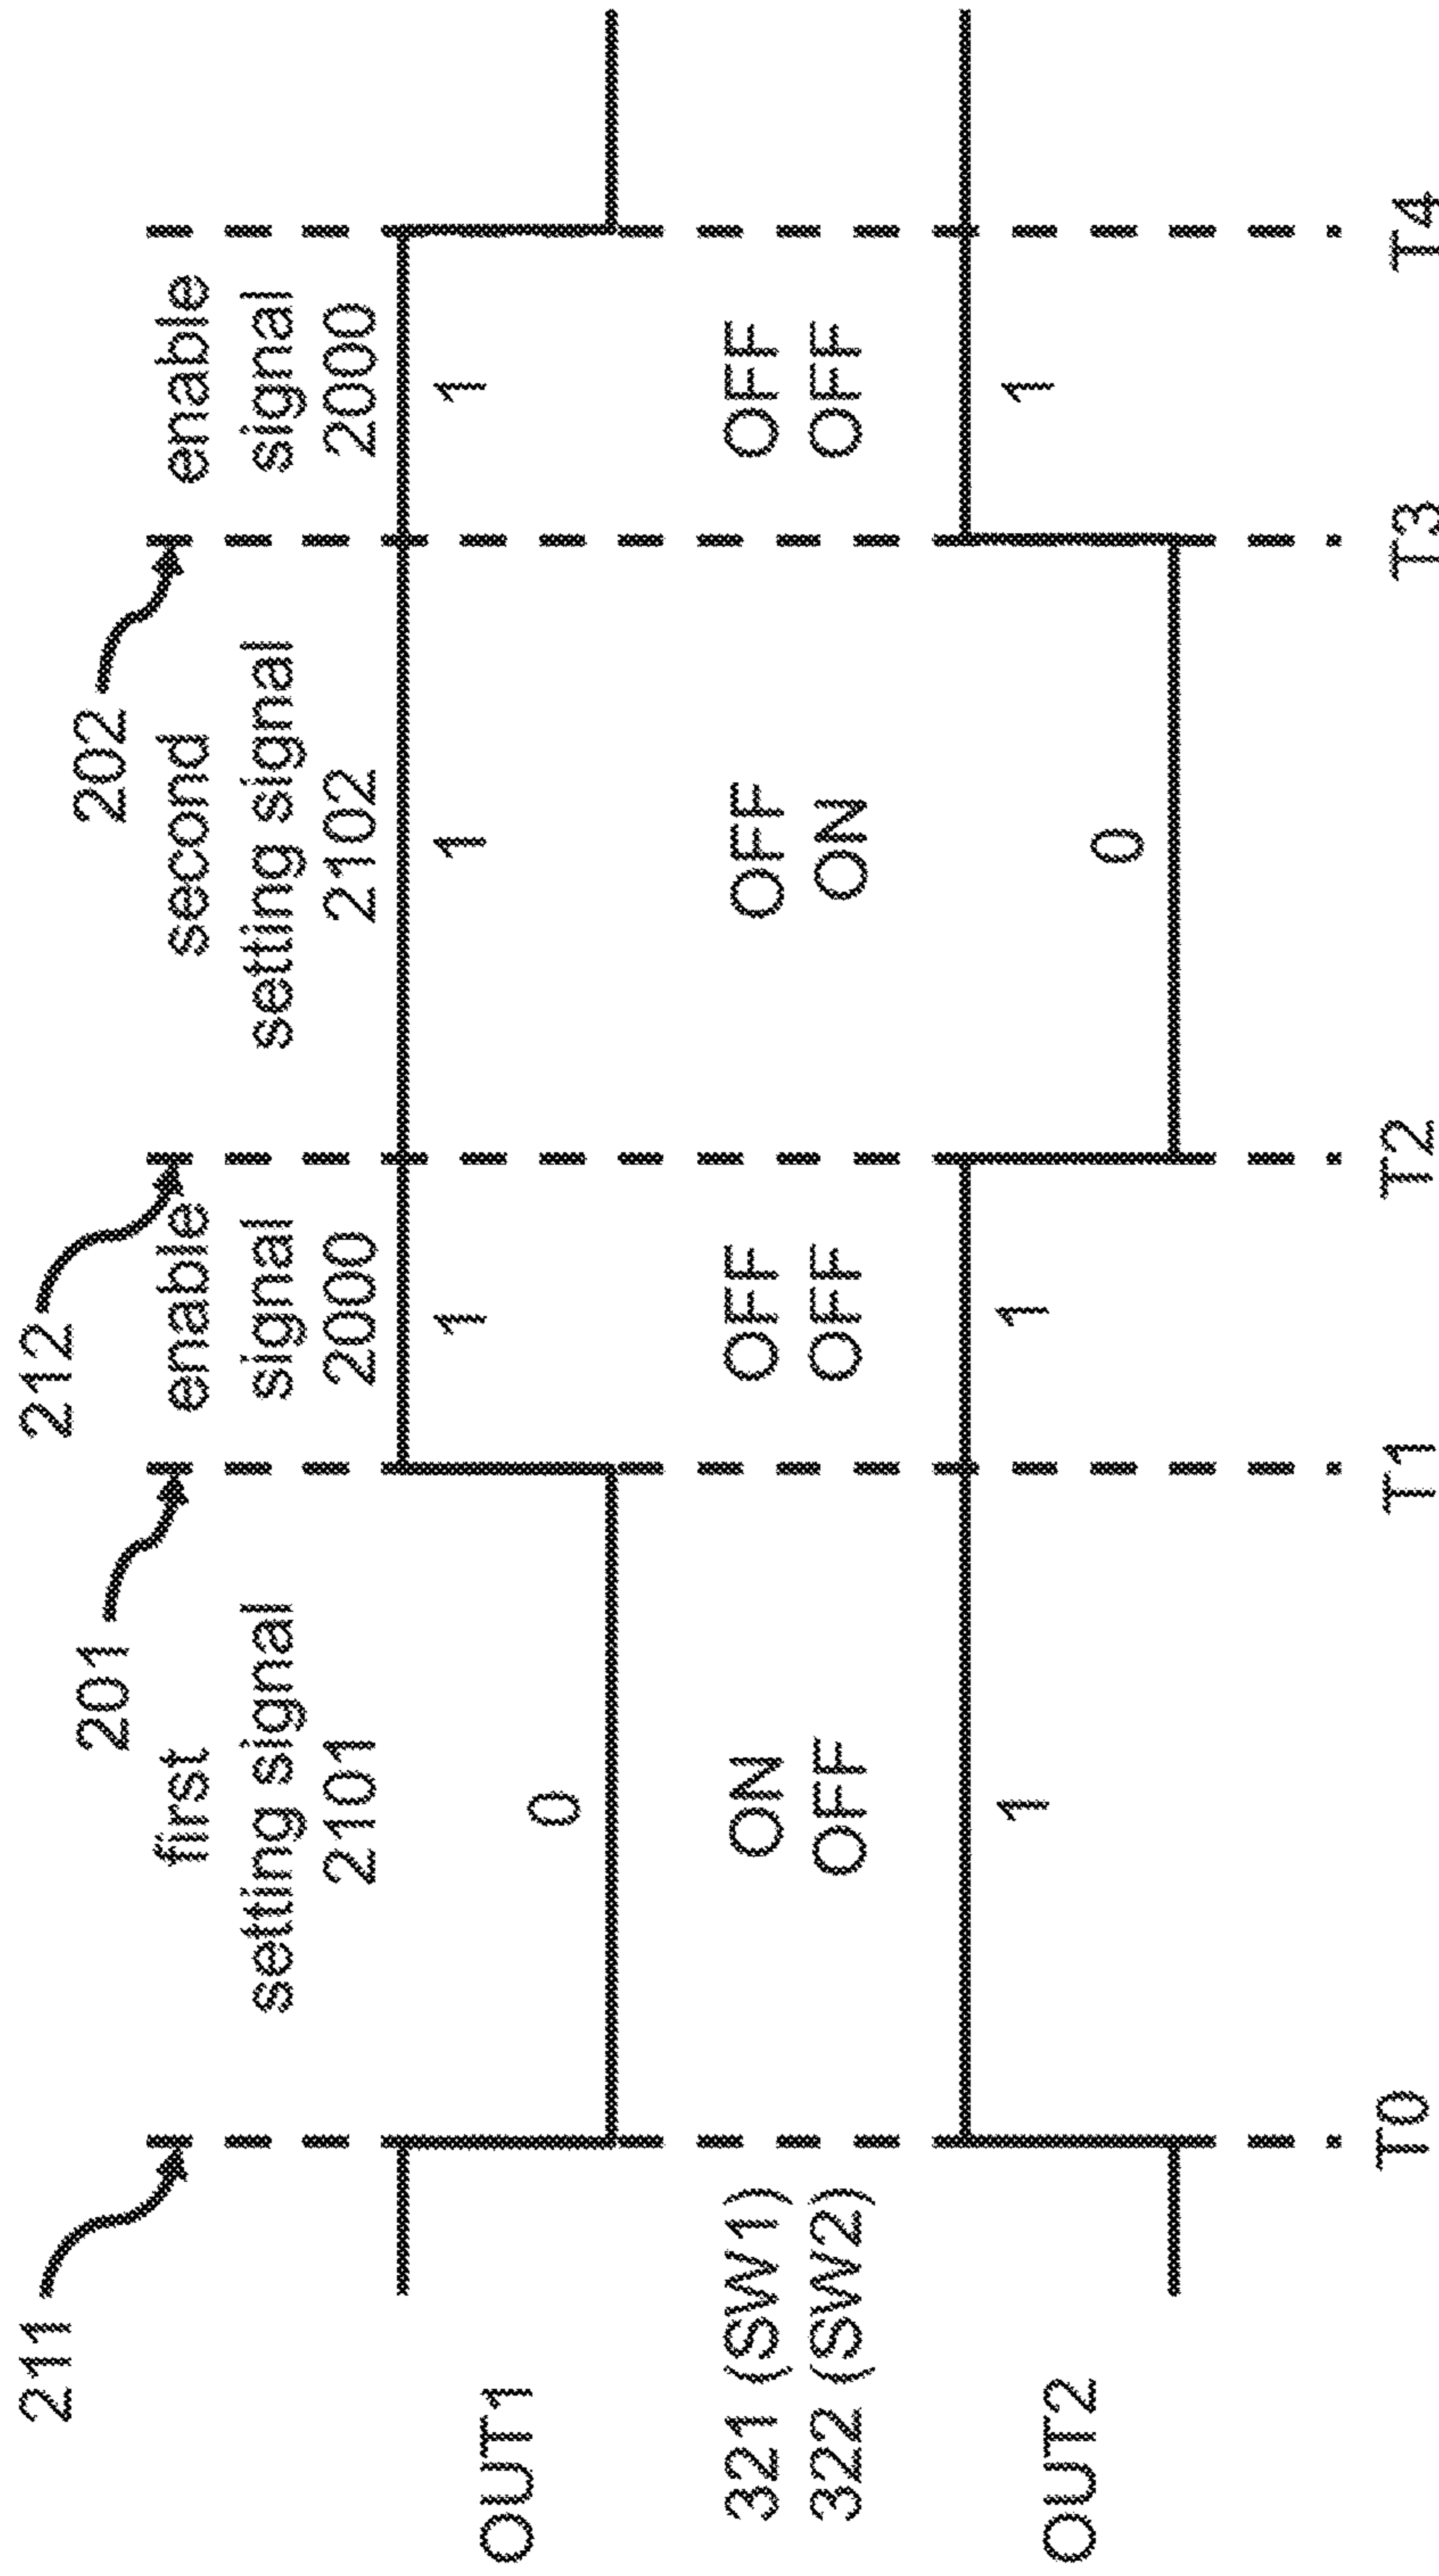 211
201
212
202
first
setting signal
2101
enable
signal
2000
second
setting signal
2102
enable
signal
2000
OUT1
0
1
1
1
321 (SW1)
ON
OFF
OFF
OFF
322 (SW2)
OFF
OFF
ON
OFF
OUT2
1
1
0
1
T0
T1
T2
T3
T4